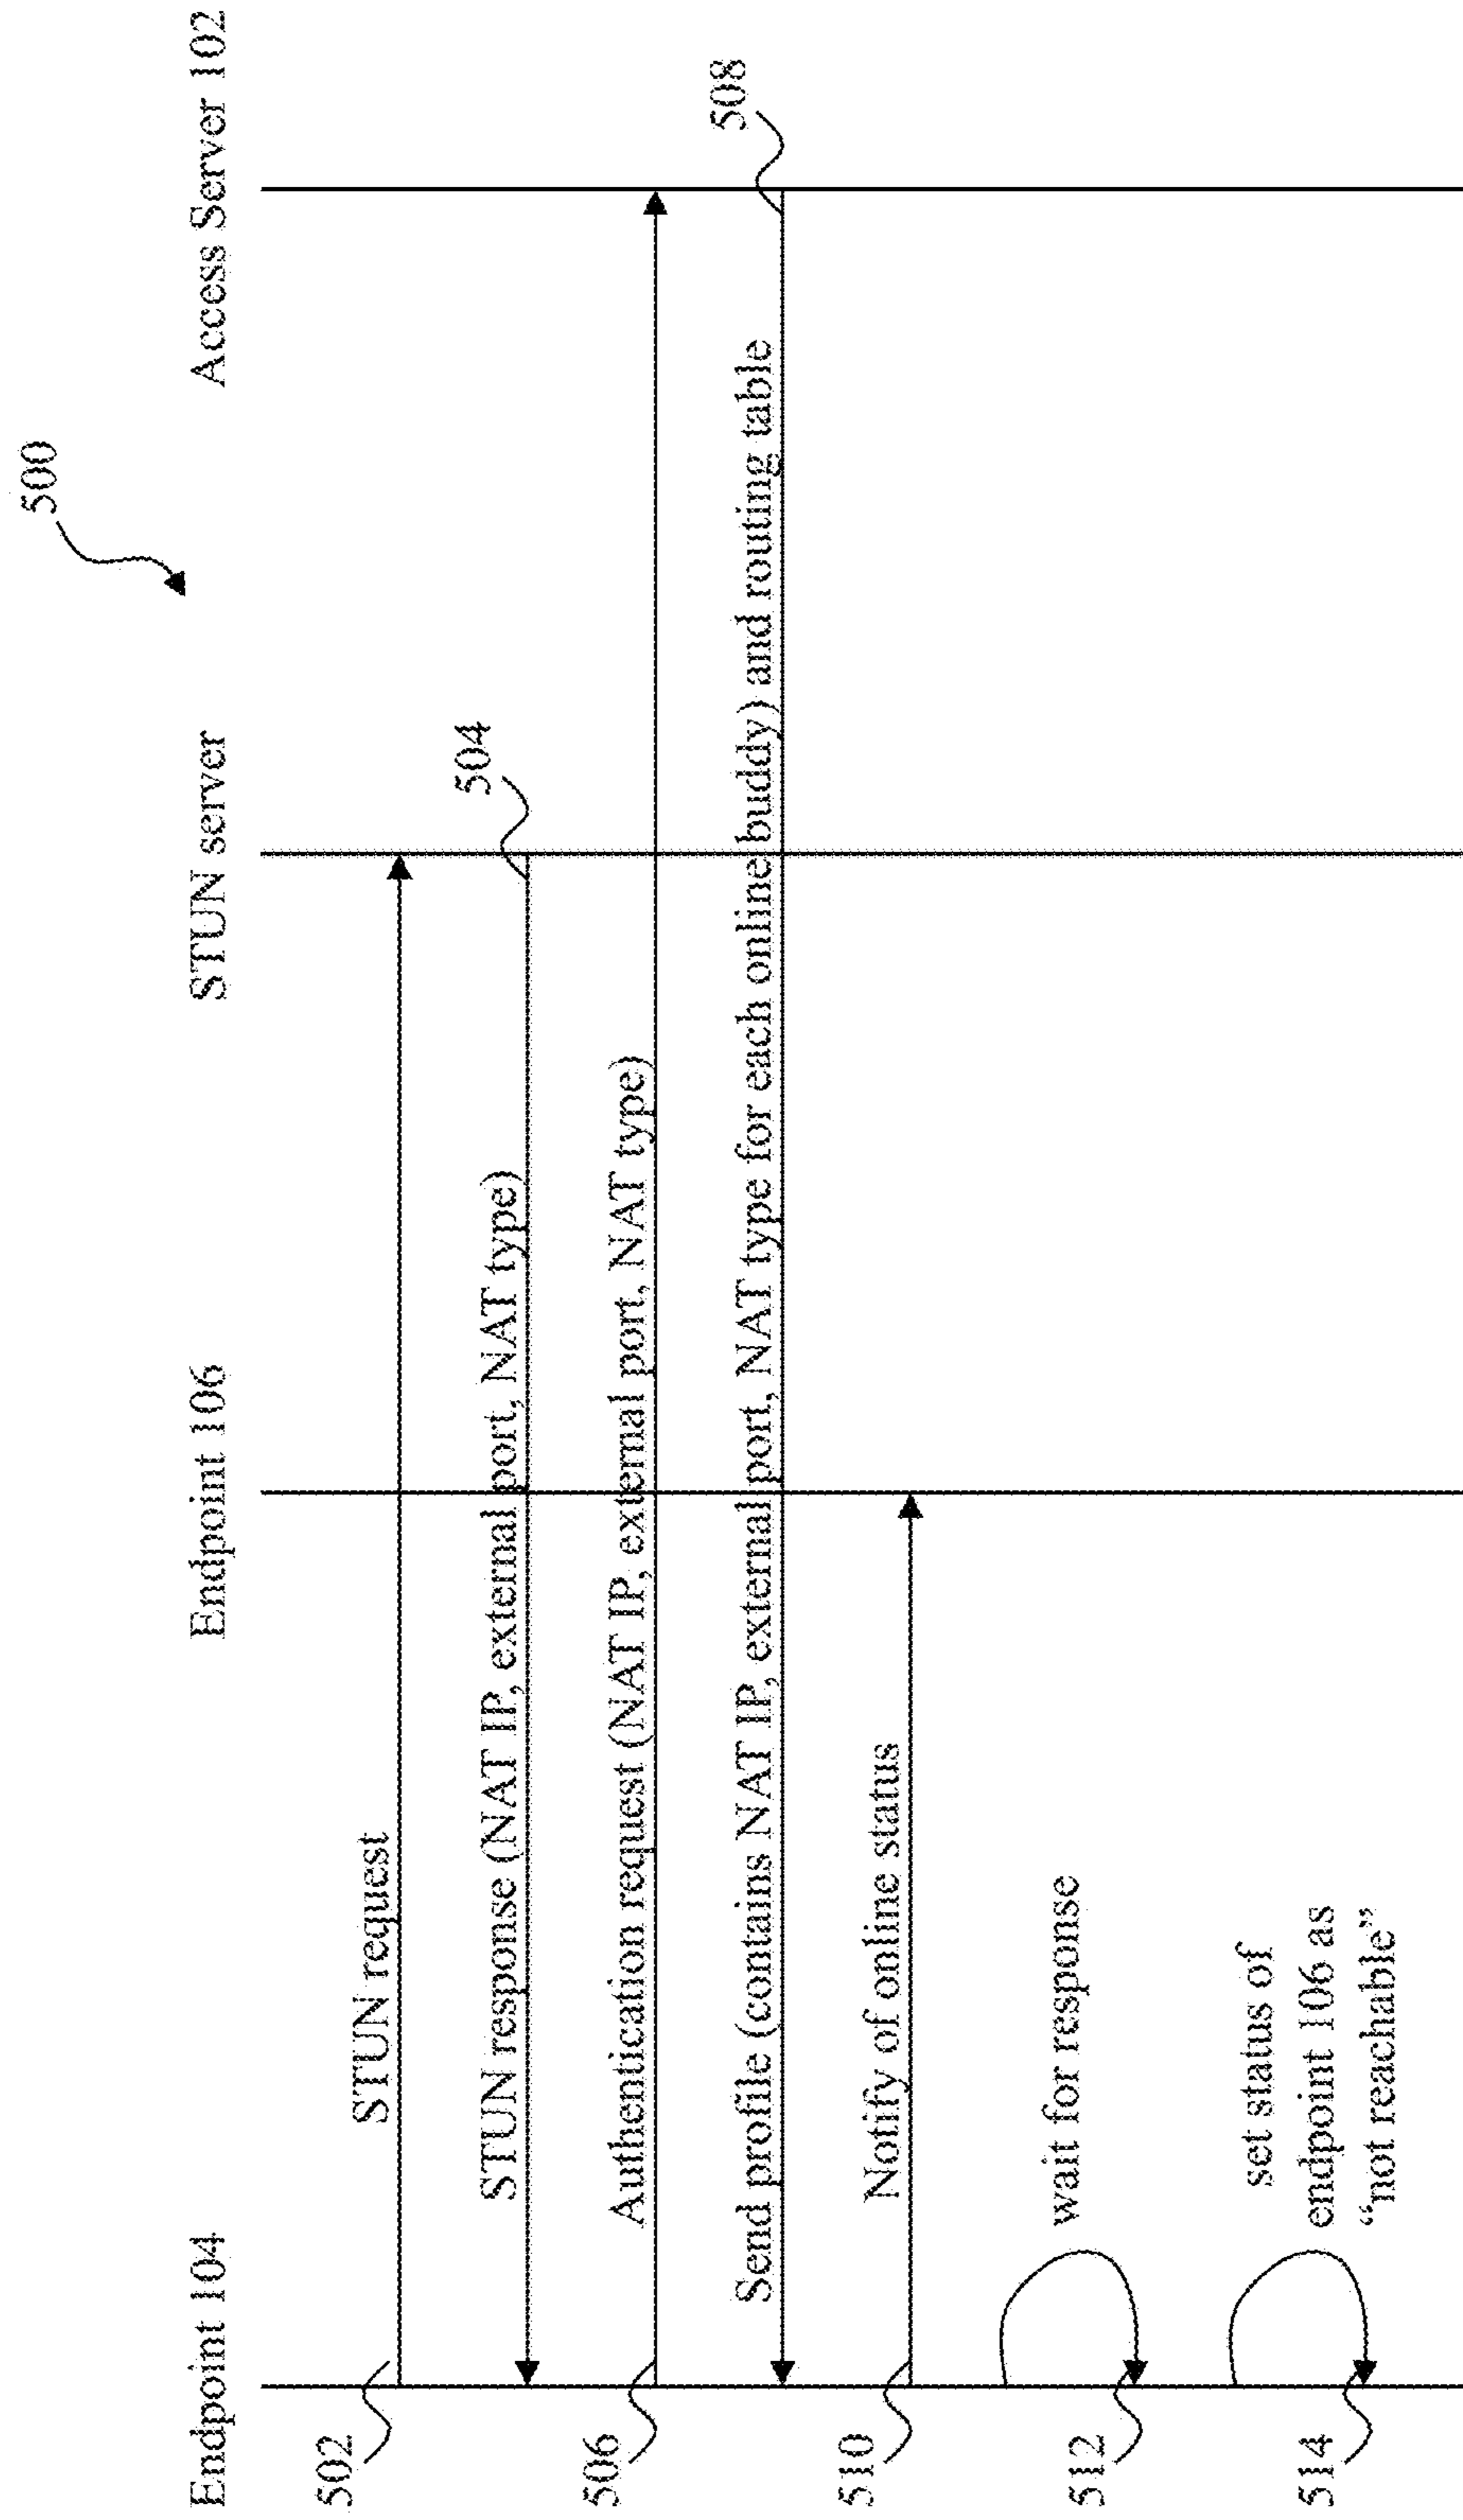 500
Endpoint 104
Endpoint 106
STUN server
Access Server 102
502
STUN request
504
STUN response (NAT IP, external port, NAT type)
506
Authentication request (NAT IP, external port, NAT type)
508
Send profile (contains NAT IP, external port, NAT type for each online buddy) and routing table
510
Notify of online status
512
wait for response
514
set status of
endpoint 106 as
“not reachable”